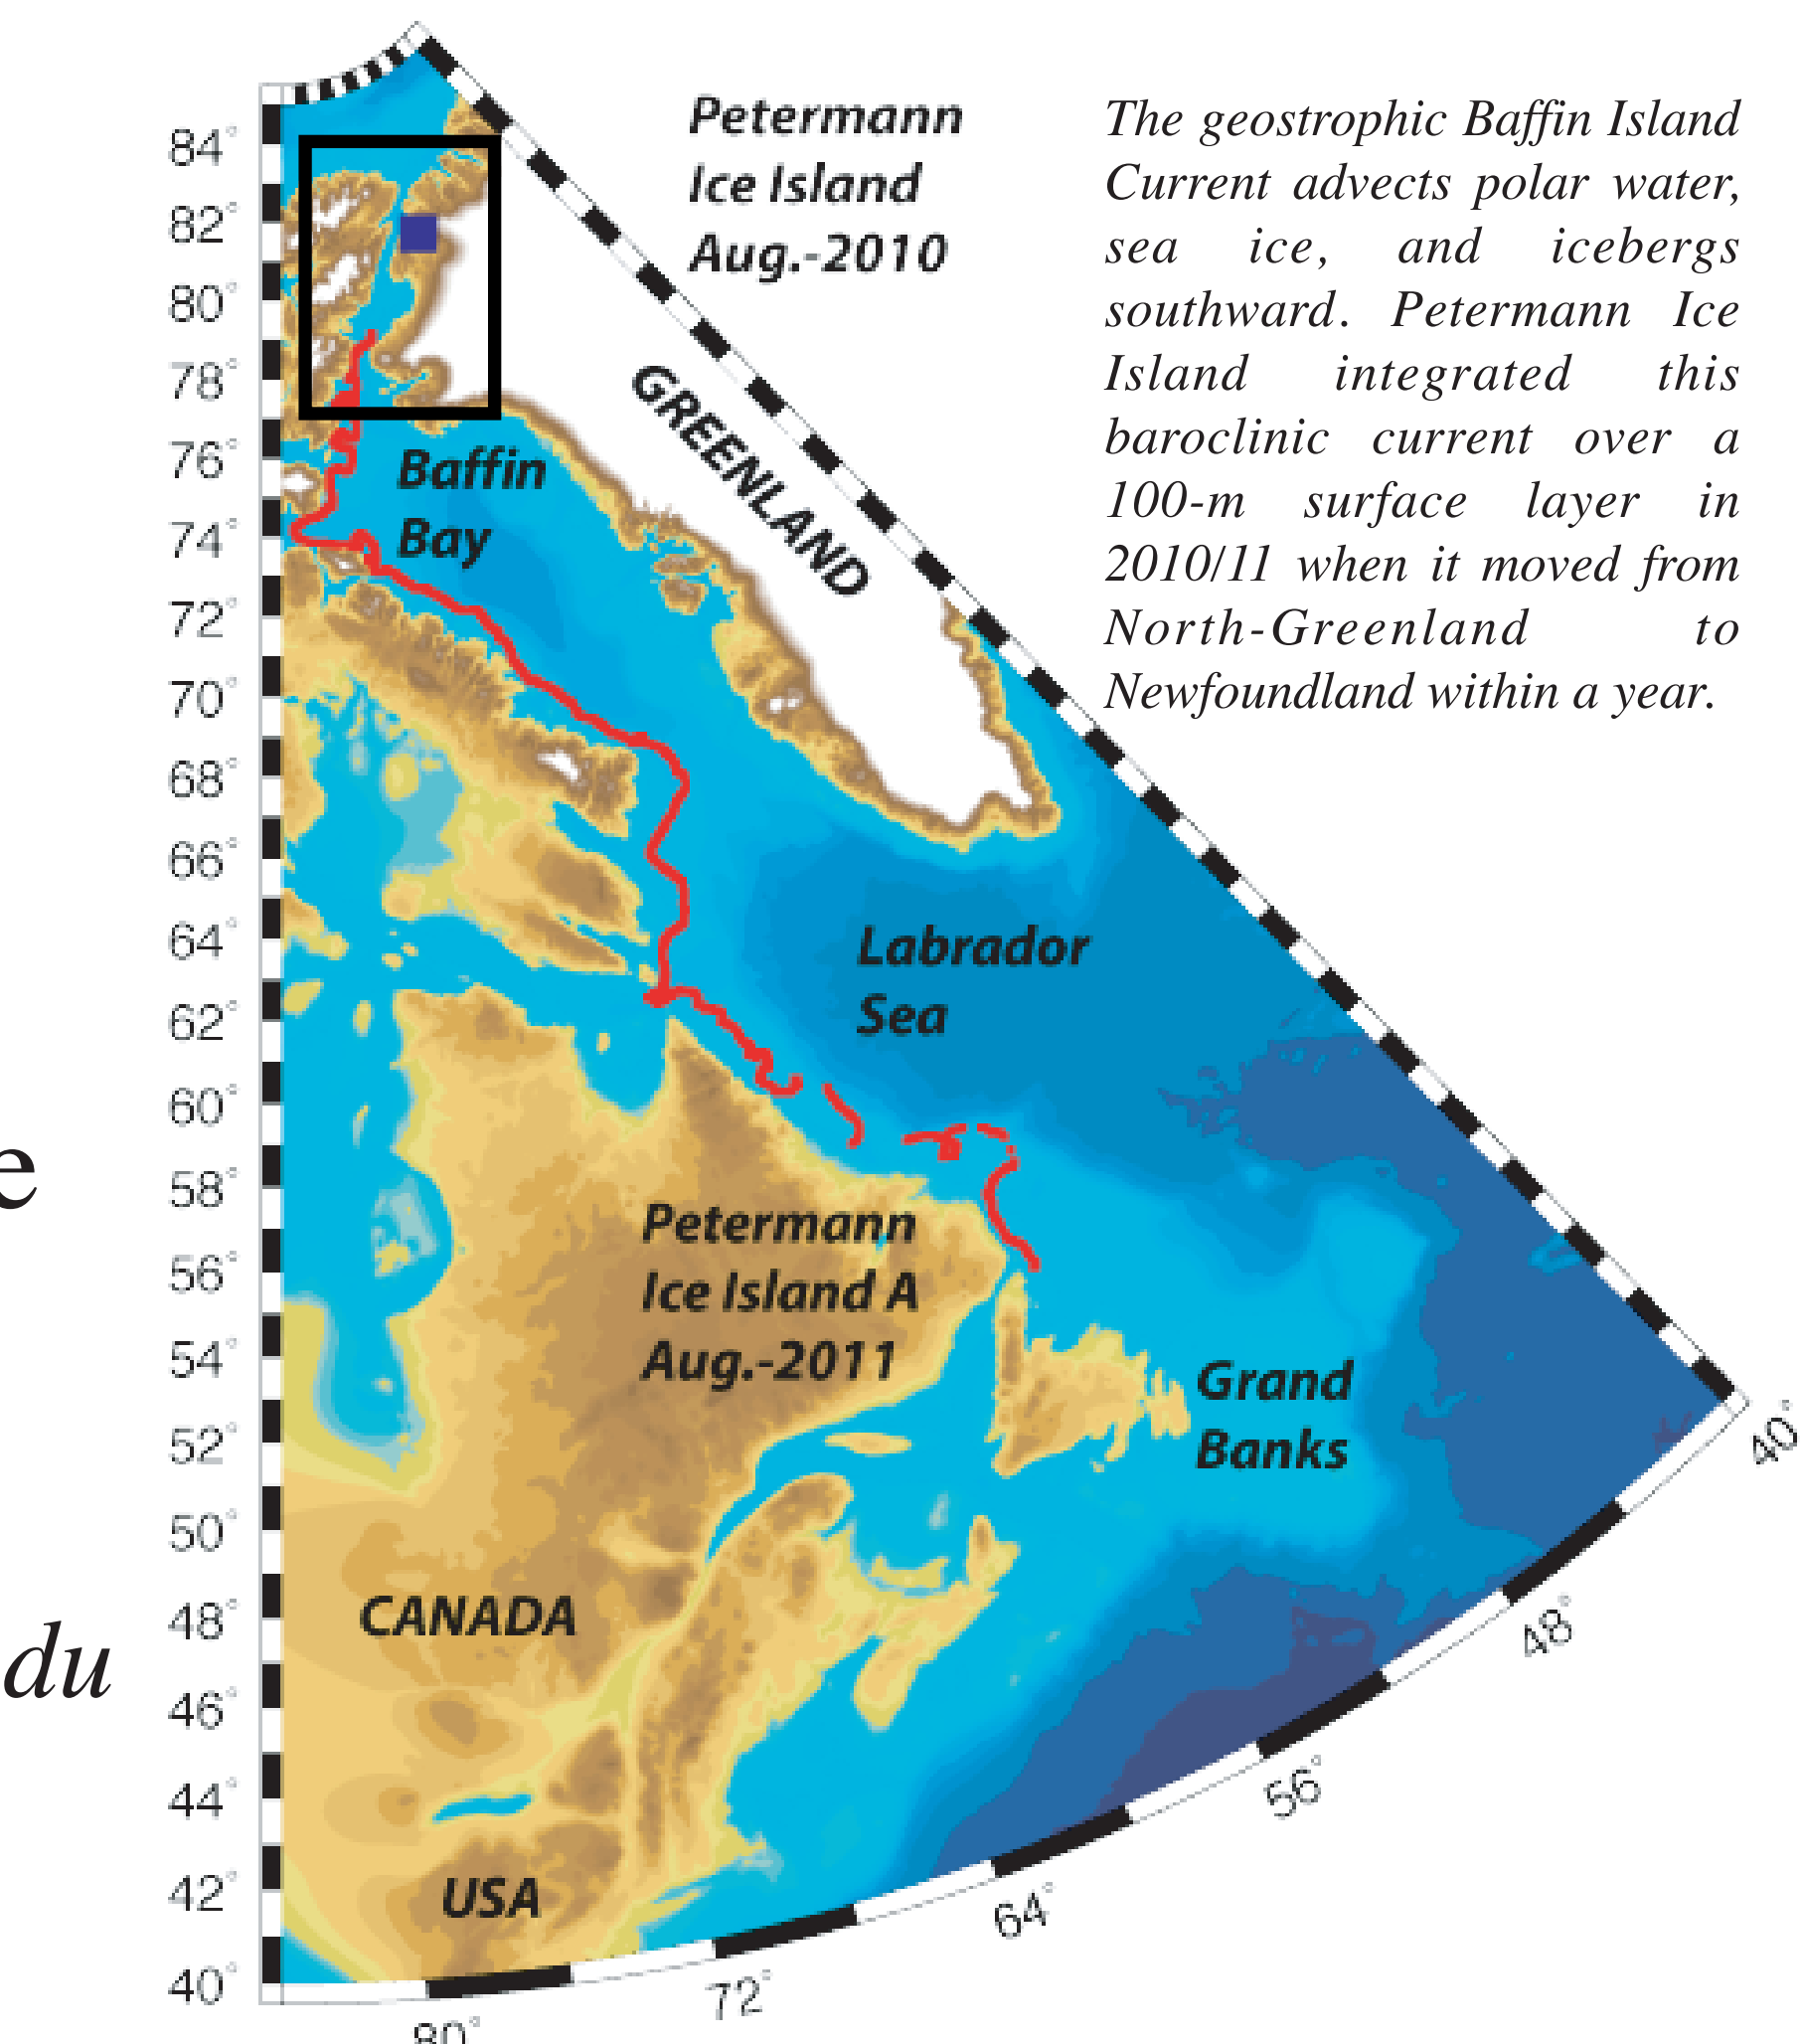 Petermann
Ice Island
Aug.-2010
The geostrophic Baffin Island
Current advects polar water,
sea ice, and icebergs
southward. Petermann Ice
Island integrated this
baroclinic current over a
100-m surface layer in
2010/11 when it moved from
North-Greenland to
Newfoundland within a year.
84°
82°
80°
78°
76°
74°
72°
70°
68°
66°
64°
62°
60°
58°
56°
54°
52°
50°
48°
46°
44°
42°
40°
GREENLAND
Baffin
Bay
Labrador
Sea
Petermann
Ice Island A
Aug.-2011
Grand
Banks
CANADA
USA
40°
48°
56°
64°
72°
80°
e
du